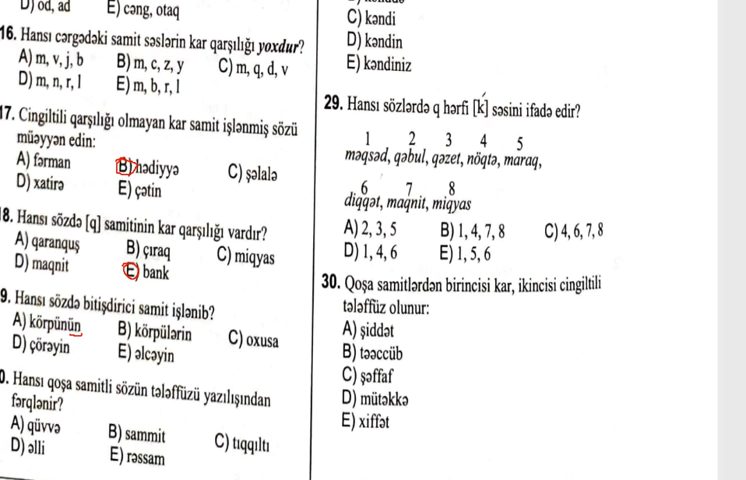 D) od, ad E) cəng, otaq
16. Hansı cərgədəki samit səslərin kar qarşılığı yoxdur?
A) m, v, j, b B) m, c, z, y C) m, q, d, v
D) m, n, r, l E) m, b, r, l
17. Cingiltili qarşılığı olmayan kar samit işlənmiş sözü
müəyyən edin:
A) fərman B) hədiyyə C) şəlalə
D) xatirə E) çətin
8. Hansı sözdə [q] samitinin kar qarşılığı vardır?
A) qaranquş B) çıraq C) miqyas
D) maqnit E) bank
9. Hansı sözdə bitişdirici samit işlənib?
A) körpünün B) körpülərin C) oxusa
D) çörəyin E) əlcəyin
0. Hansı qoşa samitli sözün tələffüzü yazılışından
fərqlənir?
A) qüvvə B) sammit C) tıqqıltı
D) əlli E) rəssam
C) kəndi
D) kəndin
E) kəndiniz
29. Hansı sözlərdə q hərfi [ḱ] səsini ifadə edir?
1 2 3 4 5
məqsəd, qəbul, qəzet, nöqtə, maraq,
6 7 8
diqqət, maqnit, miqyas
A) 2, 3, 5 B) 1, 4, 7, 8 C) 4, 6, 7, 8
D) 1, 4, 6 E) 1, 5, 6
30. Qoşa samitlərdən birincisi kar, ikincisi cingiltili
tələffüz olunur:
A) şiddət
B) təəccüb
C) şəffaf
D) mütəkkə
E) xiffət